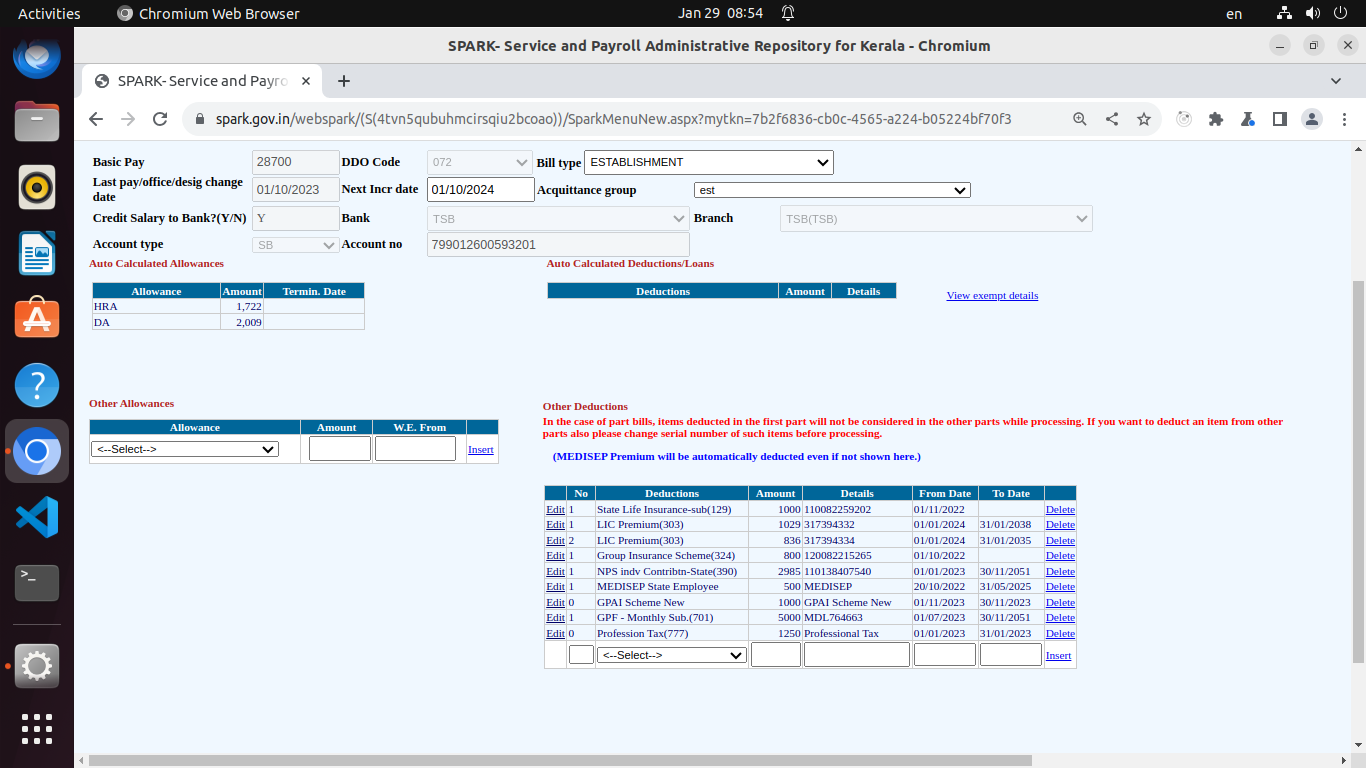 Activities Chromium Web Browser Jan 29 08:54 en
SPARK- Service and Payroll Administrative Repository for Kerala - Chromium
SPARK- Service and Payro
spark.gov.in/webspark/(S(4tvn5qubuhmcirsqiu2bcoao))/SparkMenuNew.aspx?mytkn=7b2f6836-cb0c-4565-a224-b05224bf70f3
Basic Pay 28700 DDO Code 072 Bill type ESTABLISHMENT
Last pay/office/desig change date 01/10/2023 Next Incr date 01/10/2024 Acquittance group est
Credit Salary to Bank?(Y/N) Y Bank TSB Branch TSB(TSB)
Account type SB Account no 799012600593201
Auto Calculated Allowances Auto Calculated Deductions/Loans
Allowance Amount Termin. Date Deductions Amount Details View exempt details
HRA 1,722
DA 2,009
Other Allowances
Allowance Amount W.E. From
<--Select--> Insert
Other Deductions
In the case of part bills, items deducted in the first part will not be considered in the other parts while processing. If you want to deduct an item from other
parts also please change serial number of such items before processing.
(MEDISEP Premium will be automatically deducted even if not shown here.)
No Deductions Amount Details From Date To Date
Edit 1 State Life Insurance-sub(129) 1000 110082259202 01/11/2022 Delete
Edit 1 LIC Premium(303) 1029 317394332 01/01/2024 31/01/2038 Delete
Edit 2 LIC Premium(303) 836 317394334 01/01/2024 31/01/2035 Delete
Edit 1 Group Insurance Scheme(324) 800 120082215265 01/10/2022 Delete
Edit 1 NPS indv Contribtn-State(390) 2985 110138407540 01/01/2023 30/11/2051 Delete
Edit 1 MEDISEP State Employee 500 MEDISEP 20/10/2022 31/05/2025 Delete
Edit 0 GPAI Scheme New 1000 GPAI Scheme New 01/11/2023 30/11/2023 Delete
Edit 1 GPF - Monthly Sub.(701) 5000 MDL764663 01/07/2023 30/11/2051 Delete
Edit 0 Profession Tax(777) 1250 Professional Tax 01/01/2023 31/01/2023 Delete
<--Select--> Insert